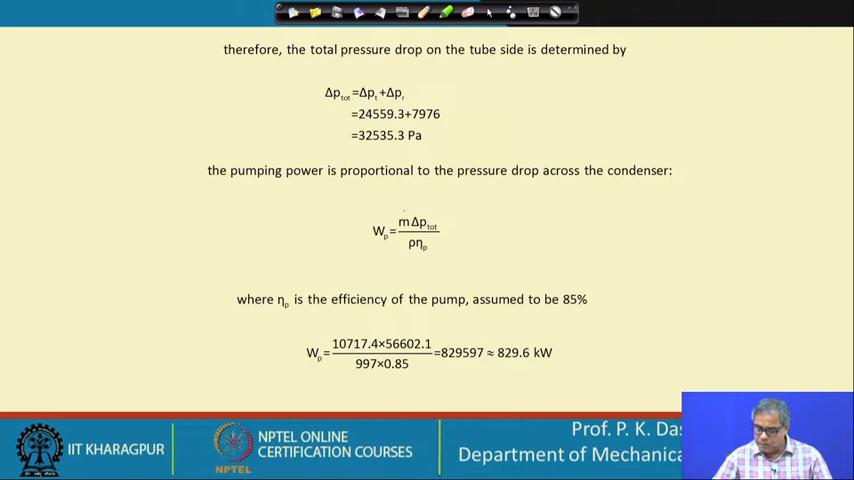 therefore, the total pressure drop on the tube side is determined by
Δp_tot=Δp_t+Δp_r
=24559.3+7976
=32535.3 Pa
the pumping power is proportional to the pressure drop across the condenser:
W_p=ṁΔp_tot/ρη_p
where η_p is the efficiency of the pump, assumed to be 85%
W_p=10717.4×56602.1/997×0.85=829597≈829.6 kW
IIT KHARAGPUR
NPTEL
NPTEL ONLINE
CERTIFICATION COURSES
Prof. P. K. Das
Department of Mechanica